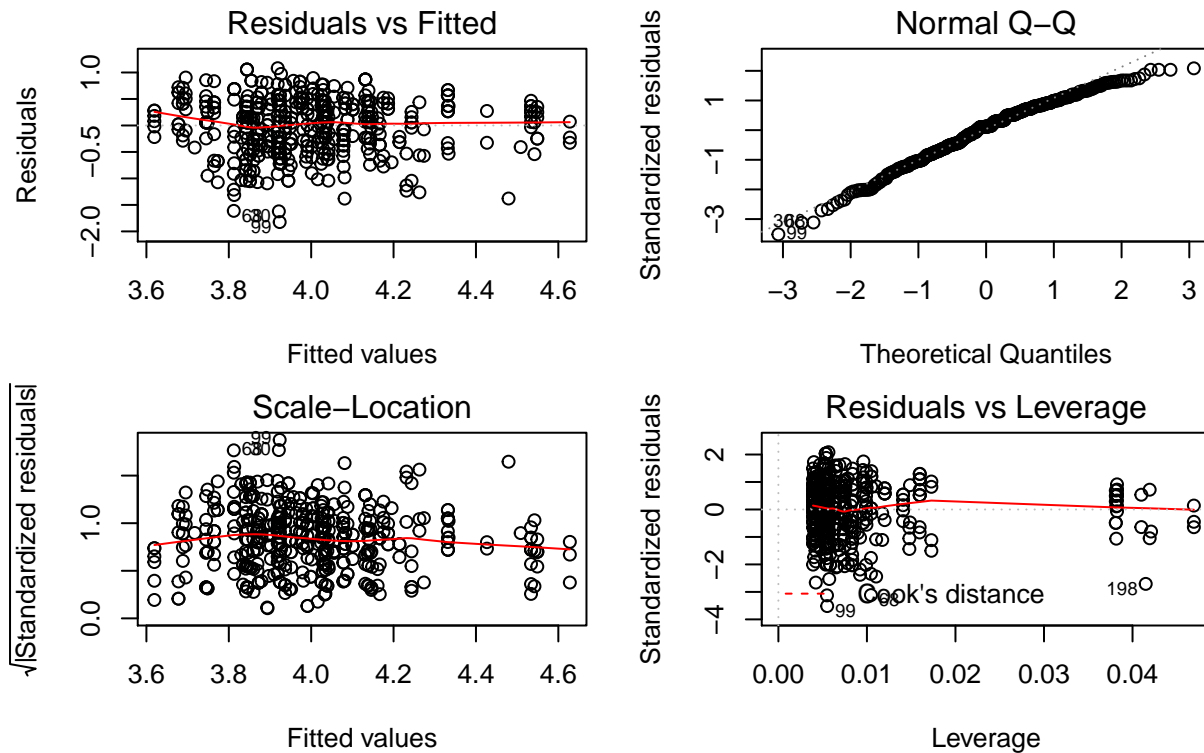 Residuals vs Fitted
Residuals
1.0
−0.5
−2.0
99
3.6 3.8 4.0 4.2 4.4 4.6
Fitted values
Normal Q−Q
Standardized residuals
1
−1
−3
99
−3 −2 −1 0 1 2 3
Theoretical Quantiles
Scale−Location
√|Standardized residuals|
1.0
0.0
99
3.6 3.8 4.0 4.2 4.4 4.6
Fitted values
Residuals vs Leverage
Standardized residuals
2
0
−2
−4
Cook's distance
198
99
0.00 0.01 0.02 0.03 0.04
Leverage